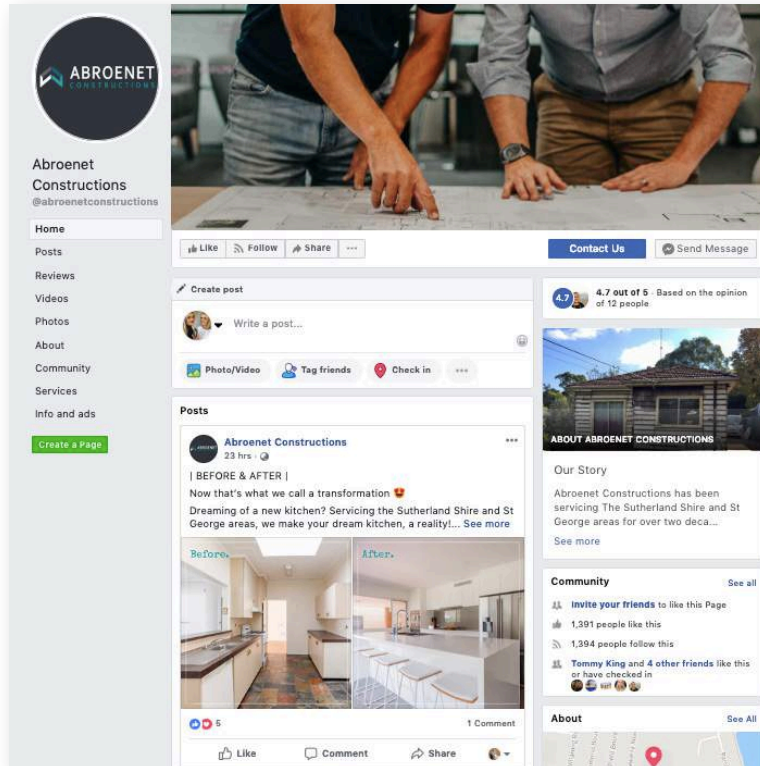 ABROENET
CONSTRUCTIONS
Abroenet
Constructions
@abroenetconstructions
Home
Posts
Reviews
Videos
Photos
About
Community
Services
Info and ads
Create a Page
Like
Follow
Share
Contact Us
Send Message
Create post
Write a post...
Photo/Video
Tag friends
Check in
Posts
Abroenet Constructions
23 hrs ·
| BEFORE & AFTER |
Now that's what we call a transformation
Dreaming of a new kitchen? Servicing the Sutherland Shire and St
George areas, we make your dream kitchen, a reality!... See more
Before.
After.
5
1 Comment
Like
Comment
Share
4.7
4.7 out of 5 · Based on the opinion
of 12 people
ABOUT ABROENET CONSTRUCTIONS
Our Story
Abroenet Constructions has been
servicing The Sutherland Shire and St
George areas for over two deca...
See more
Community
See all
Invite your friends to like this Page
1,391 people like this
1,394 people follow this
Tommy King and 4 other friends like this
or have checked in
About
See All